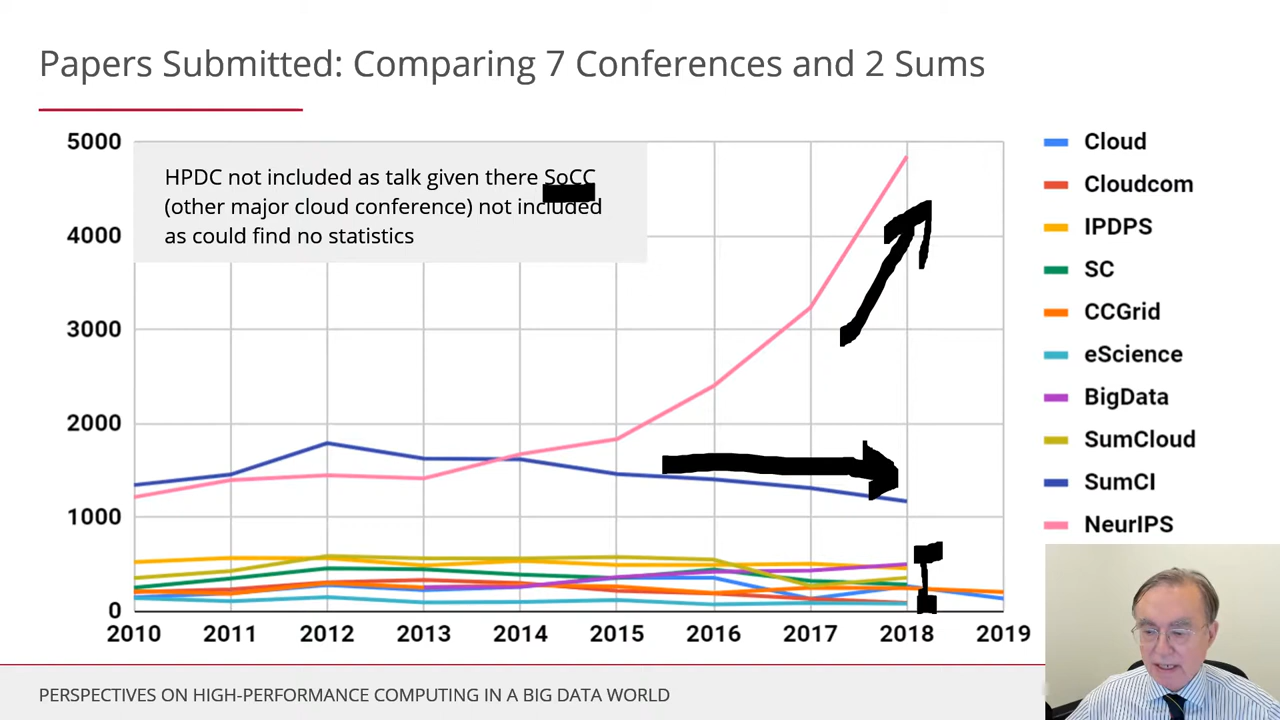 Papers Submitted: Comparing 7 Conferences and 2 Sums
5000
4000
3000
2000
1000
0
HPDC not included as talk given there SoCC
(other major cloud conference) not included
as could find no statistics
2010 2011 2012 2013 2014 2015 2016 2017 2018 2019
Cloud
Cloudcom
IPDPS
SC
CCGrid
eScience
BigData
SumCloud
SumCI
NeurIPS
PERSPECTIVES ON HIGH-PERFORMANCE COMPUTING IN A BIG DATA WORLD